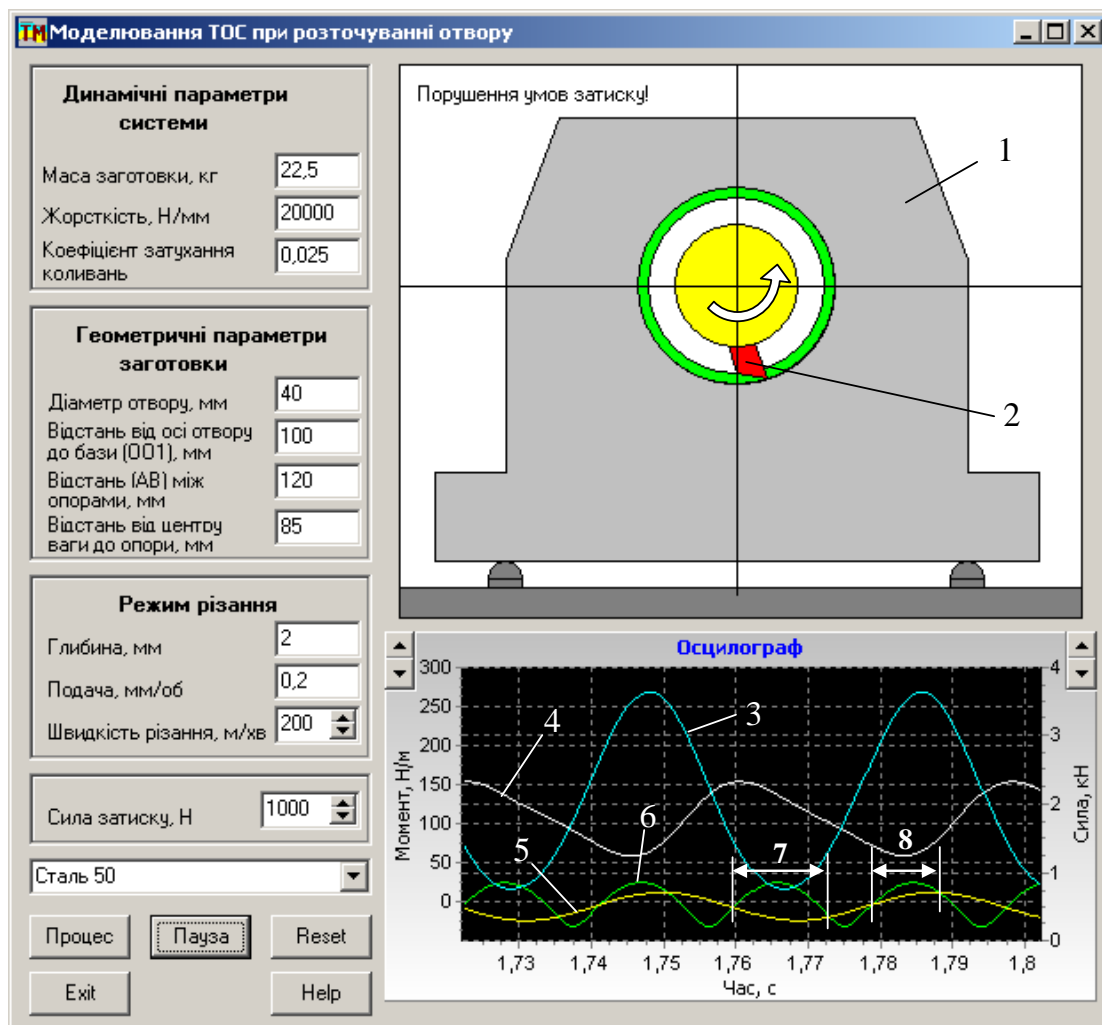 Моделювання ТОС при розточуванні отвору
Динамічні параметри
системи
Маса заготовки, кг 22,5
Жорсткість, Н/мм 20000
Коефіцієнт затухання
коливань 0,025
Геометричні параметри
заготовки
Діаметр отвору, мм 40
Відстань від осі отвору
до бази (ОО1), мм 100
Відстань (АВ) між
опорами, мм 120
Відстань від центру
ваги до опори, мм 85
Режим різання
Глибина, мм 2
Подача, мм/об 0,2
Швидкість різання, м/хв 200
Сила затиску, Н 1000
Сталь 50
Процес Пауза Reset
Exit Help
Порушення умов затиску!
1
2
Осцилограф
300 250 200 150 100 50 0
Момент, Н/м
4 3 2 1 0
Сила, кН
3
4
5
6
7
8
1,73 1,74 1,75 1,76 1,77 1,78 1,79 1,8
Час, с